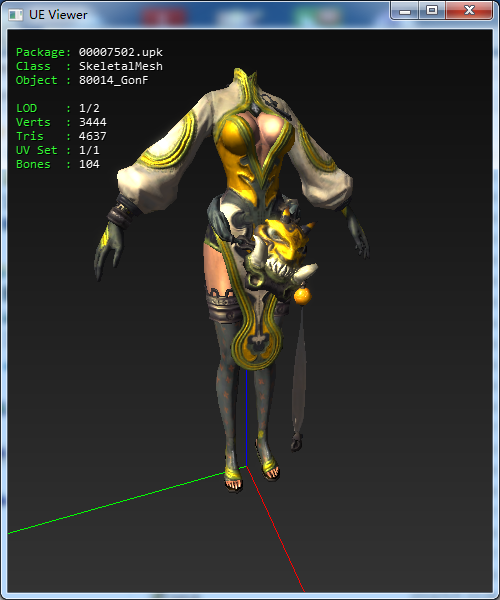 UE Viewer
Package: 00007502.upk
Class  : SkeletalMesh
Object : 80014_GonF
LOD    : 1/2
Verts  : 3444
Tris   : 4637
UV Set : 1/1
Bones  : 104